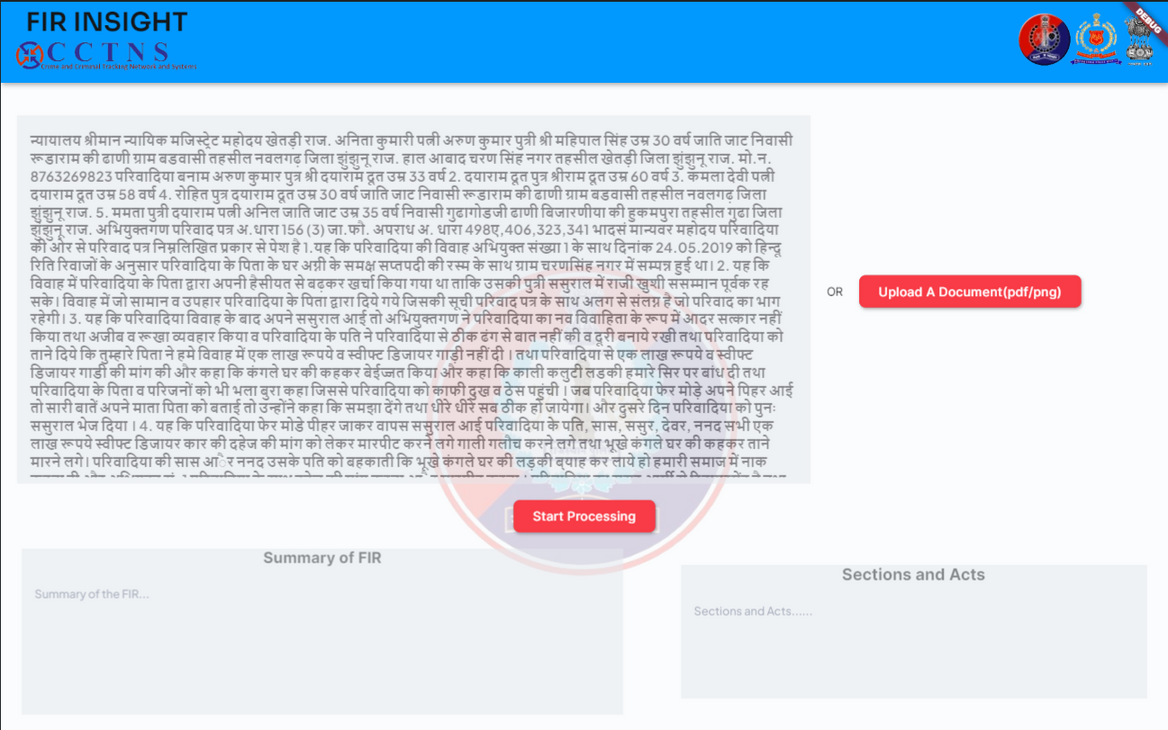 FIR INSIGHT
CCTNS
Crime and Criminal Tracking Network and Systems
DEBUG
न्यायालय श्रीमान न्यायिक मजिस्ट्रेट महोदय खेतड़ी राज. अनिता कुमारी पत्नी अरुण कुमार पुत्री श्री महिपाल सिंह उम्र 30 वर्ष जाति जाट निवासी
रूडाराम की ढाणी ग्राम बडवासी तहसील नवलगढ़ जिला झुंझुनू राज. हाल आबाद चरण सिंह नगर तहसील खेतड़ी जिला झुंझुनू राज. मो.न.
8763269823 परिवादिया बनाम अरुण कुमार पुत्र श्री दयाराम दूत उम्र 33 वर्ष 2. दयाराम दूत पुत्र श्रीराम दूत उम्र 60 वर्ष 3. कमला देवी पत्नी
दयाराम दूत उम्र 58 वर्ष 4. रोहित पुत्र दयाराम दूत उम्र 30 वर्ष जाति जाट निवासी रूडाराम की ढाणी ग्राम बडवासी तहसील नवलगढ जिला
झुंझुनू राज. 5. ममता पुत्री दयाराम पत्नी अनिल जाति जाट उम्र 35 वर्ष निवासी गुढागोडजी ढाणी बिजारणीया की हुकमपुरा तहसील गुढा जिला
झुंझुनू राज. अभियुक्तगण परिवाद पत्र अ.धारा 156 (3) जा.फौ. अपराध अ. धारा 498ए,406,323,341 भादसं मान्यवर महोदय परिवादिया
की ओर से परिवाद पत्र निम्नलिखित प्रकार से पेश है 1.यह कि परिवादिया की विवाह अभियुक्त संख्या 1 के साथ दिनांक 24.05.2019 को हिन्दू
रिति रिवाजों के अनुसार परिवादिया के पिता के घर अग्नी के समक्ष सप्तपदी की रस्म के साथ ग्राम चरणसिंह नगर में सम्पन्न हुई था। 2. यह कि
विवाह में परिवादिया के पिता द्वारा अपनी हैसीयत से बढ़कर खर्चा किया गया था ताकि उसकी पुत्री ससुराल में राजी खुशी ससम्मान पूर्वक रह
सके। विवाह में जो सामान व उपहार परिवादिया के पिता द्वारा दिये गये जिसकी सूची परिवाद पत्र के साथ अलग से संलग्न है जो परिवाद का भाग
रहेगी। 3. यह कि परिवादिया विवाह के बाद अपने ससुराल आई तो अभियुक्तगण ने परिवादिया का नव विवाहिता के रूप में आदर सत्कार नहीं
किया तथा अजीब व रूखा व्यवहार किया व परिवादिया के पति ने परिवादिया से ठीक ढंग से बात नहीं की व दूरी बनाये रखी तथा परिवादिया को
ताने दिये कि तुम्हारे पिता ने हमे विवाह में एक लाख रूपये व स्वीफ्ट डिजायर गाड़ी नहीं दी। तथा परिवादिया से एक लाख रूपये व स्वीफ्ट
डिजायर गाडी की मांग की और कहा कि कंगले घर की कहकर बेईज्जत किया और कहा कि काली कलुटी लडकी हमारे सिर पर बांध दी तथा
परिवादिया के पिता व परिजनों को भी भला बुरा कहा जिससे परिवादिया को काफी दुख व ठेस पहुंची । जब परिवादिया फेर मोड़े अपने पिहर आई
तो सारी बातें अपने माता पिता को बताई तो उन्होंने कहा कि समझा देंगे तथा धीरे धीरे सब ठीक हो जायेगा। और दुसरे दिन परिवादिया को पुनः
ससुराल भेज दिया । 4. यह कि परिवादिया फेर मोडे पीहर जाकर वापस ससुराल आई परिवादिया के पति, सास, ससुर, देवर, ननद सभी एक
लाख रूपये स्वीफ्ट डिजायर कार की दहेज की मांग को लेकर मारपीट करने लगे गाली गलौच करने लगे तथा भूखे कंगले घर की कहकर ताने
मारने लगे। परिवादिया की सास आैर ननद उसके पति को बहकाती कि भूखे कंगले घर की लड़की बयाह कर लाये हो हमारी समाज में नाक
OR
Upload A Document(pdf/png)
Start Processing
Summary of FIR
Summary of the FIR...
Sections and Acts
Sections and Acts......